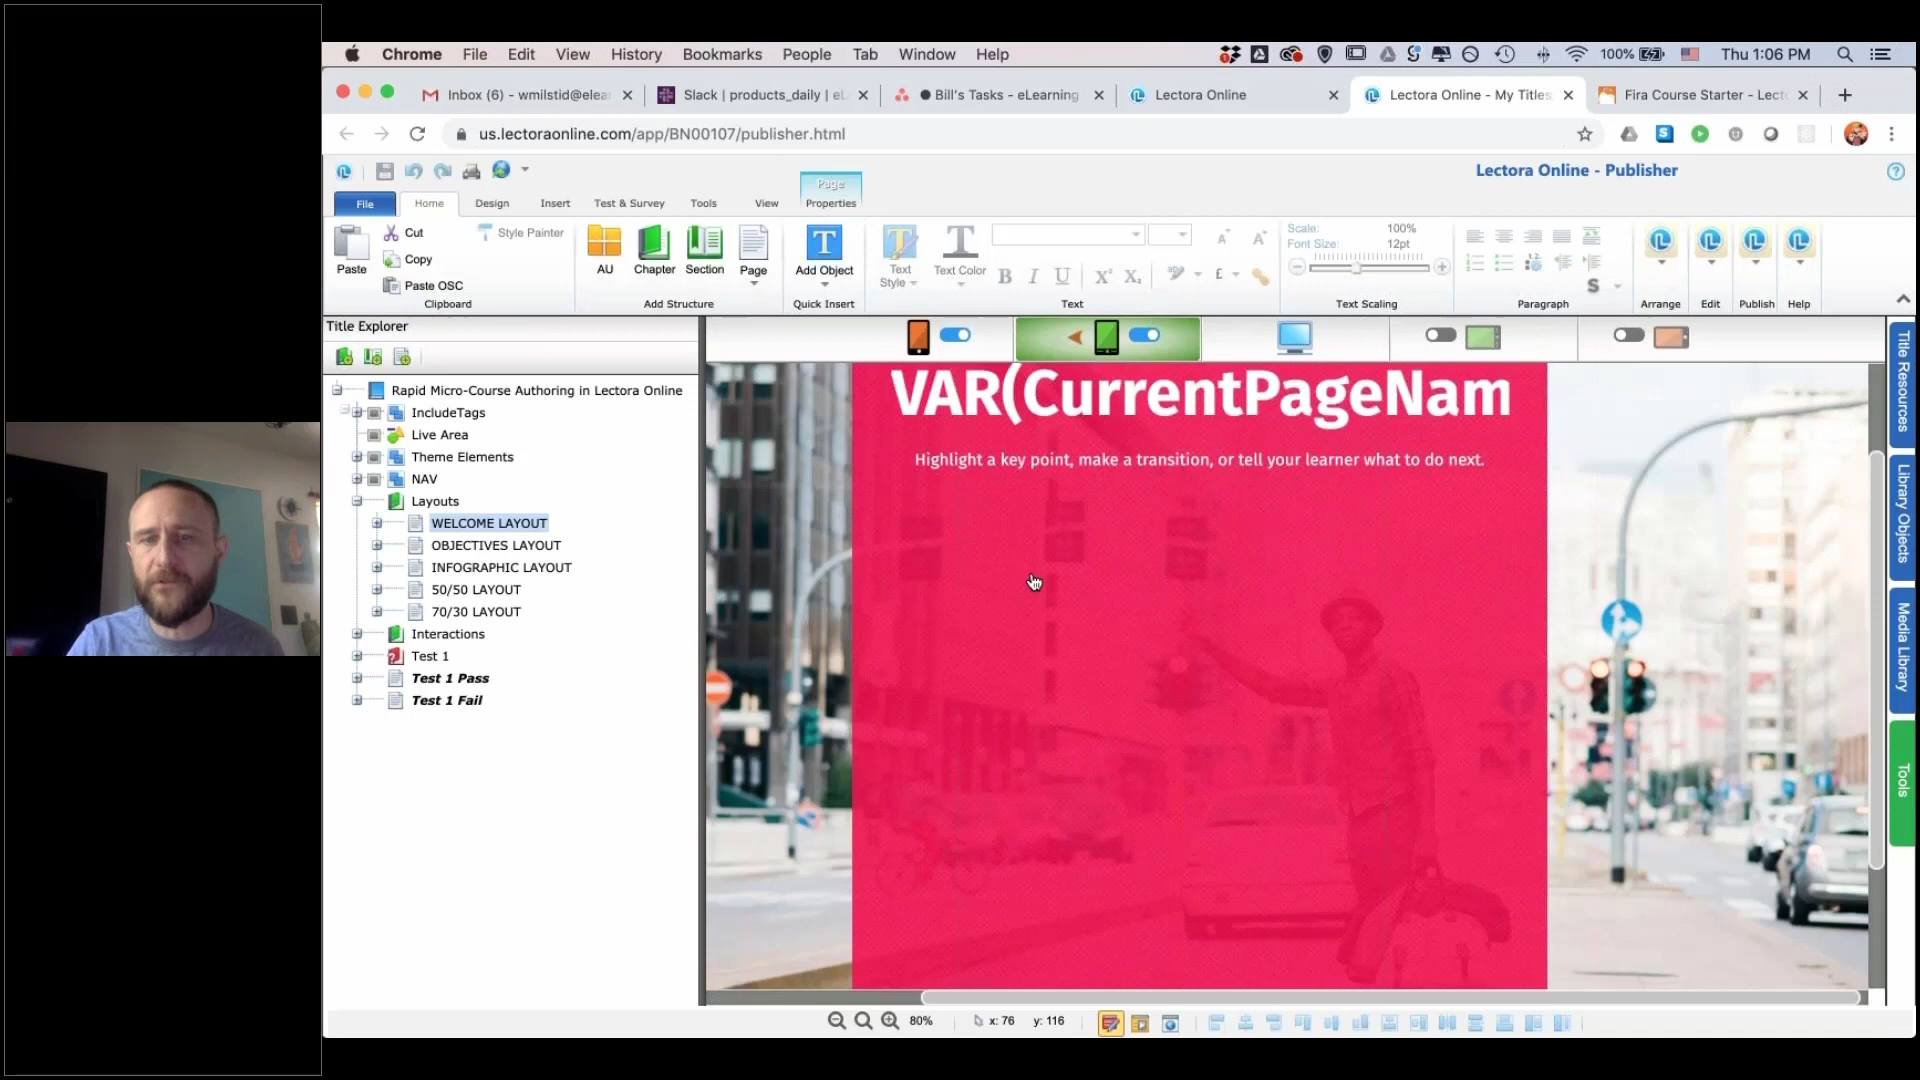 Chrome File Edit View History Bookmarks People Tab Window Help 100% Thu 1:06 PM
Inbox (6) - wmilstid@elea Slack | products_daily | eL Bill's Tasks - eLearning Lectora Online Lectora Online - My Titles Fira Course Starter - Lecto
us.lectoraonline.com/app/BN00107/publisher.html
Lectora Online - Publisher
Page
File Home Design Insert Test & Survey Tools View Properties
Paste
Cut
Copy
Paste OSC
Style Painter
Clipboard
AU Chapter Section Page
Add Structure
Add Object
Quick Insert
Text Style
Text Color
B I U X² X₂
Text
Scale: 100%
Font Size: 12pt
Text Scaling
Paragraph
Arrange Edit Publish Help
Title Explorer
Rapid Micro-Course Authoring in Lectora Online
IncludeTags
Live Area
Theme Elements
NAV
Layouts
WELCOME LAYOUT
OBJECTIVES LAYOUT
INFOGRAPHIC LAYOUT
50/50 LAYOUT
70/30 LAYOUT
Interactions
Test 1
Test 1 Pass
Test 1 Fail
VAR(CurrentPageNam
Highlight a key point, make a transition, or tell your learner what to do next.
Title Resources
Library Objects
Media Library
Tools
80% x: 76 y: 116